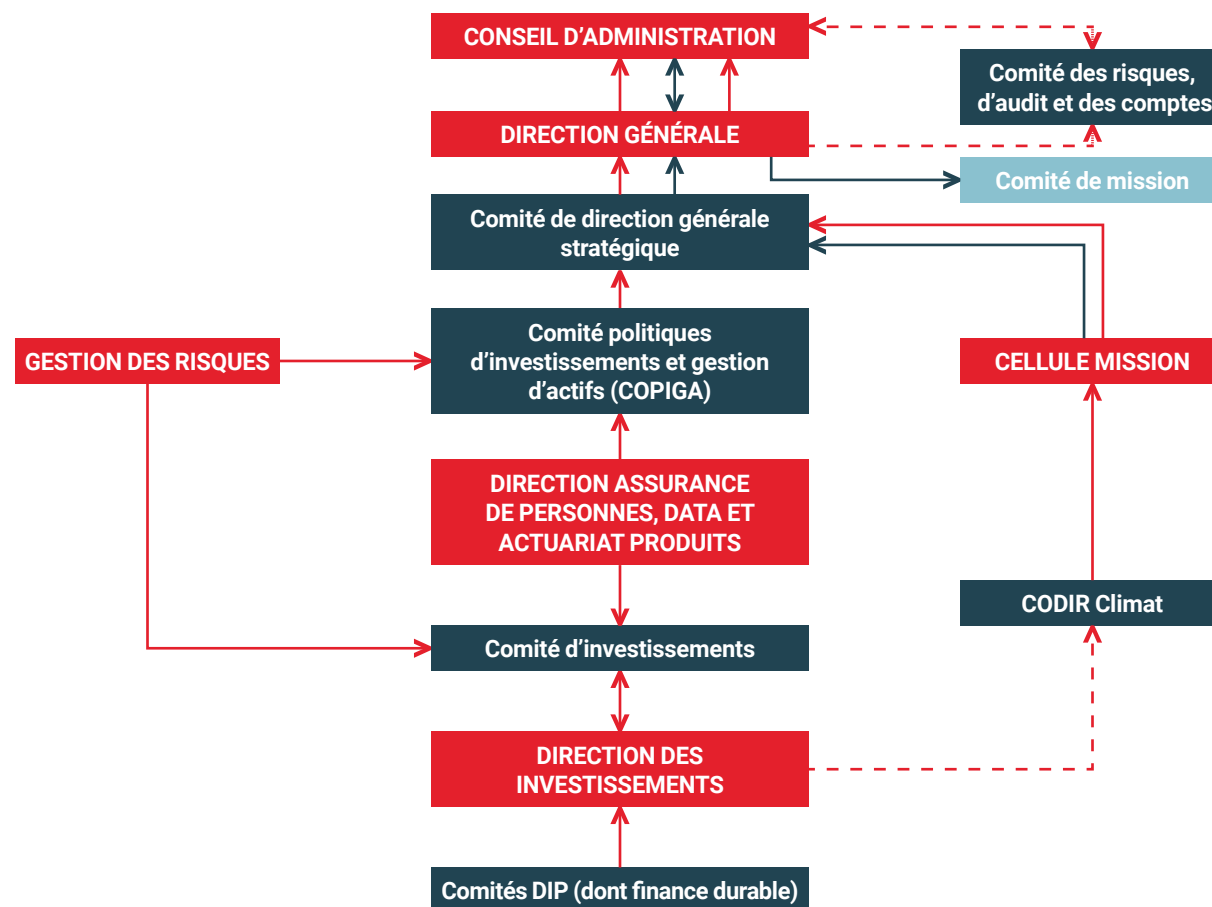 CONSEIL D’ADMINISTRATION
Comité des risques,
d’audit et des comptes
DIRECTION GÉNÉRALE
Comité de mission
Comité de direction générale
stratégique
Comité politiques
d’investissements et gestion
d’actifs (COPIGA)
GESTION DES RISQUES
CELLULE MISSION
DIRECTION ASSURANCE
DE PERSONNES, DATA ET
ACTUARIAT PRODUITS
CODIR Climat
Comité d’investissements
DIRECTION DES
INVESTISSEMENTS
Comités DIP (dont finance durable)